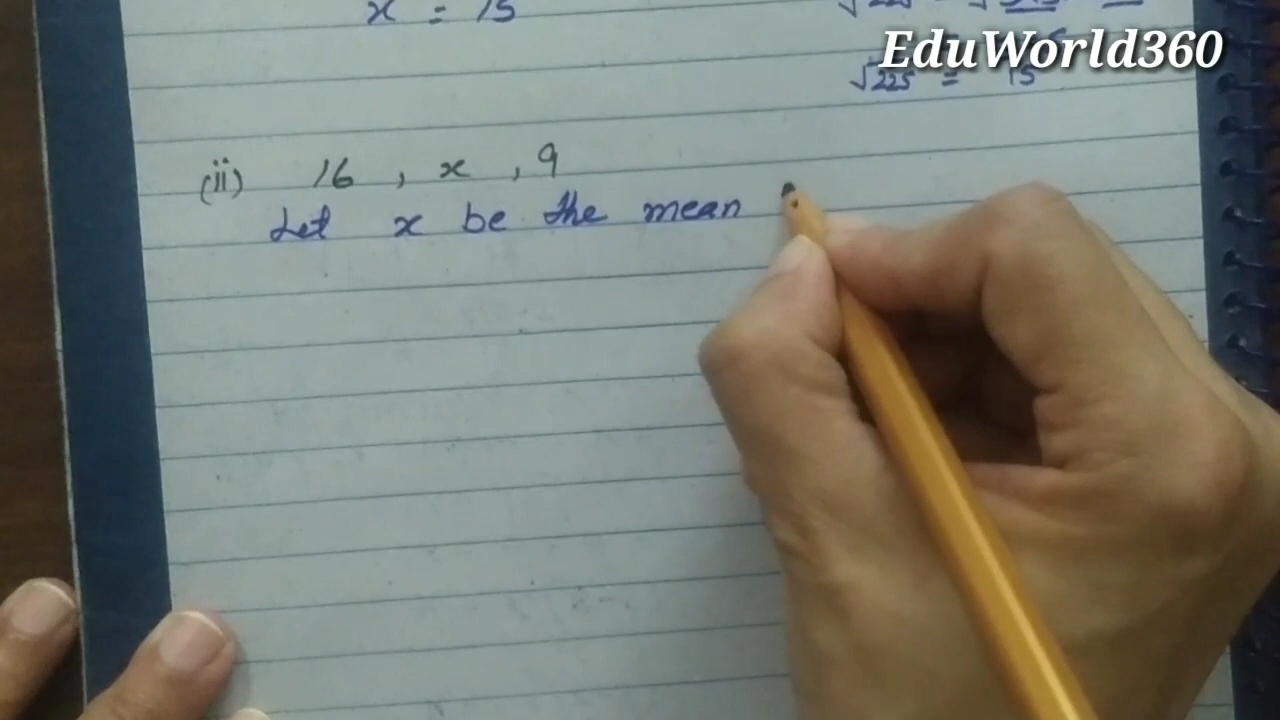 x = 15
EduWorld360
√225 = 15
(ii) 16 , x , 9
Let x be the mean